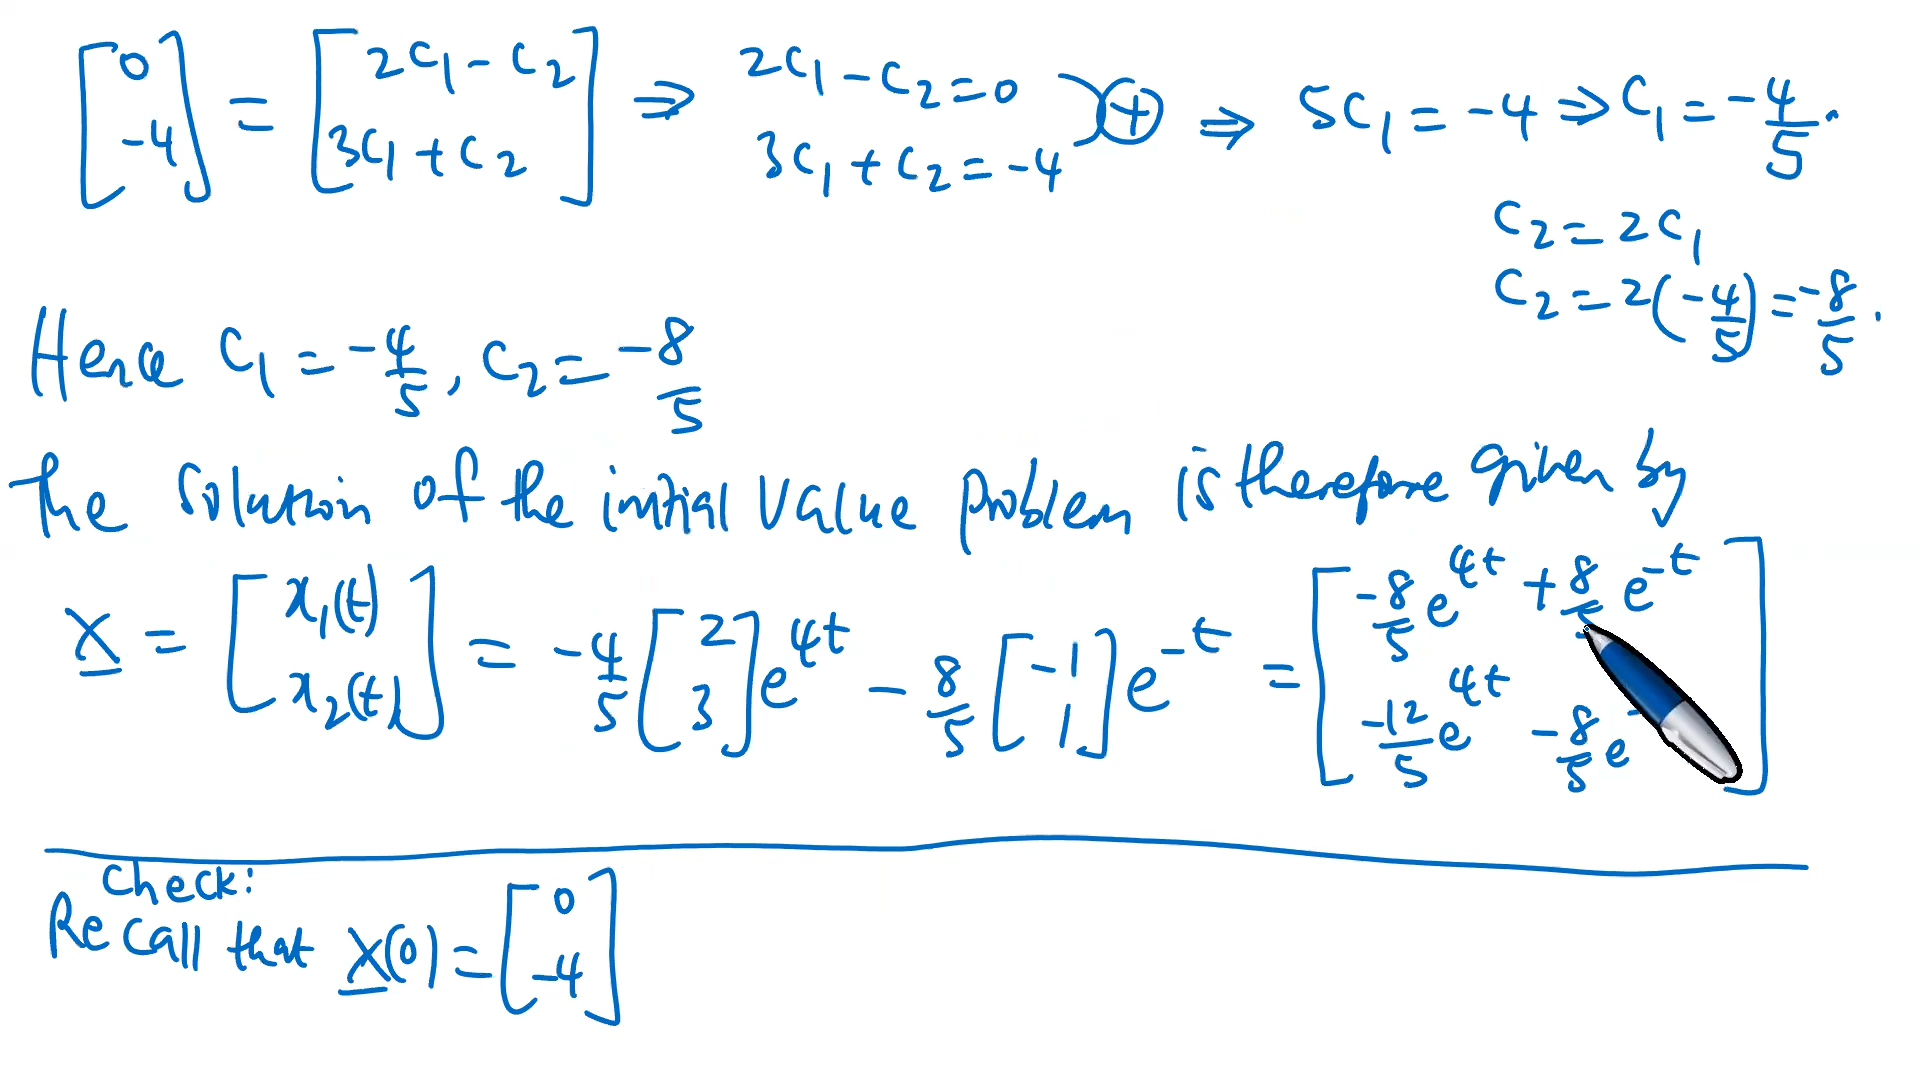 [0 -4] = [2C₁ - C₂ 3C₁ + C₂] ⇒ 2C₁ - C₂ = 0 3C₁ + C₂ = -4 (+) ⇒ 5C₁ = -4 ⇒ C₁ = -4/5.
C₂ = 2C₁
C₂ = 2(-4/5) = -8/5.
Hence C₁ = -4/5, C₂ = -8/5
The solution of the initial value problem is therefore given by
X = [x₁(t) x₂(t)] = -4/5 [2 3] e^4t - 8/5 [-1 1] e^-t = [-8/5 e^4t + 8/5 e^-t -12/5 e^4t - 8/5 e^-]
Check:
Recall that X(0) = [0 -4]